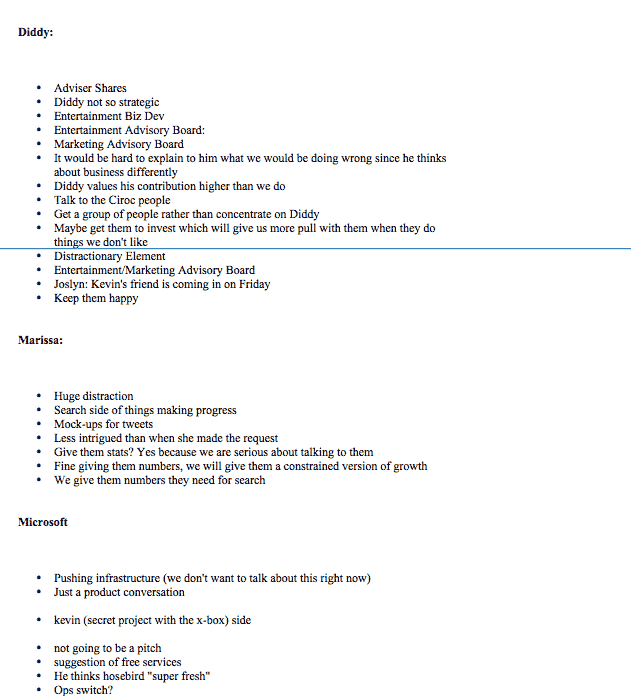 Diddy:
• Adviser Shares
• Diddy not so strategic
• Entertainment Biz Dev
• Entertainment Advisory Board:
• Marketing Advisory Board
• It would be hard to explain to him what we would be doing wrong since he thinks
about business differently
• Diddy values his contribution higher than we do
• Talk to the Ciroc people
• Get a group of people rather than concentrate on Diddy
• Maybe get them to invest which will give us more pull with them when they do
things we don't like
• Distractionary Element
• Entertainment/Marketing Advisory Board
• Joslyn: Kevin's friend is coming in on Friday
• Keep them happy
Marissa:
• Huge distraction
• Search side of things making progress
• Mock-ups for tweets
• Less intrigued than when she made the request
• Give them stats? Yes because we are serious about talking to them
• Fine giving them numbers, we will give them a constrained version of growth
• We give them numbers they need for search
Microsoft
• Pushing infrastructure (we don't want to talk about this right now)
• Just a product conversation
• kevin (secret project with the x-box) side
• not going to be a pitch
• suggestion of free services
• He thinks hosebird "super fresh"
• Ops switch?